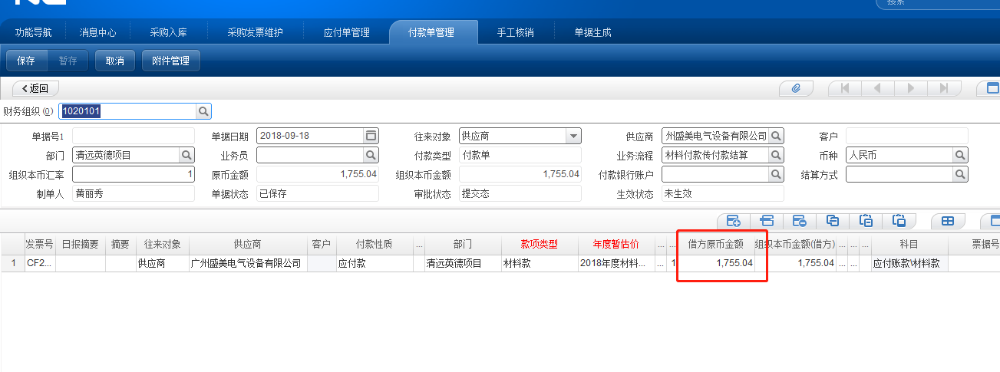 搜索
功能导航 消息中心 采购入库 采购发票维护 应付单管理 付款单管理 手工核销 单据生成
保存 暂存 取消 附件管理
返回
财务组织 (O) 1020101
单据号1 单据日期 2018-09-18 往来对象 供应商 供应商 州盛美电气设备有限公司 客户
部门 清远英德项目 业务员 付款类型 付款单 业务流程 材料付款传付款结算 币种 人民币
组织本币汇率 1 原币金额 1,755.04 组织本币金额 1,755.04 付款银行账户 结算方式
制单人 黄丽秀 单据状态 已保存 审批状态 提交态 生效状态 未生效
发票号 日报摘要 摘要 往来对象 供应商 客户 付款性质 ... 部门 款项类型 年度暂估价 ... ... 借方原币金额 组织本币金额(借方) ... ... ... 科目 票据号
1 CF2... 供应商 广州盛美电气设备有限公司 应付款 清远英德项目 材料款 2018年度材料... ... 1 1,755.04 1,755.04 ... ... 应付账款\材料款